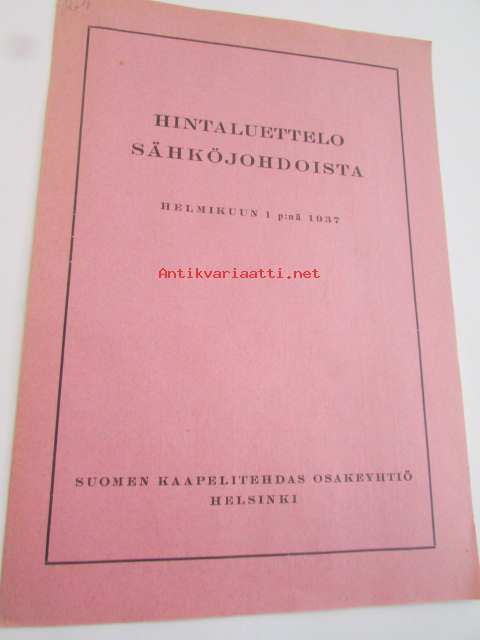 HINTALUETTELO
SÄHKÖJOHDOISTA
HELMIKUUN 1 p:nä 1937
Antikvariaatti.net
SUOMEN KAAPELITEHDAS OSAKEYHTIÖ
HELSINKI